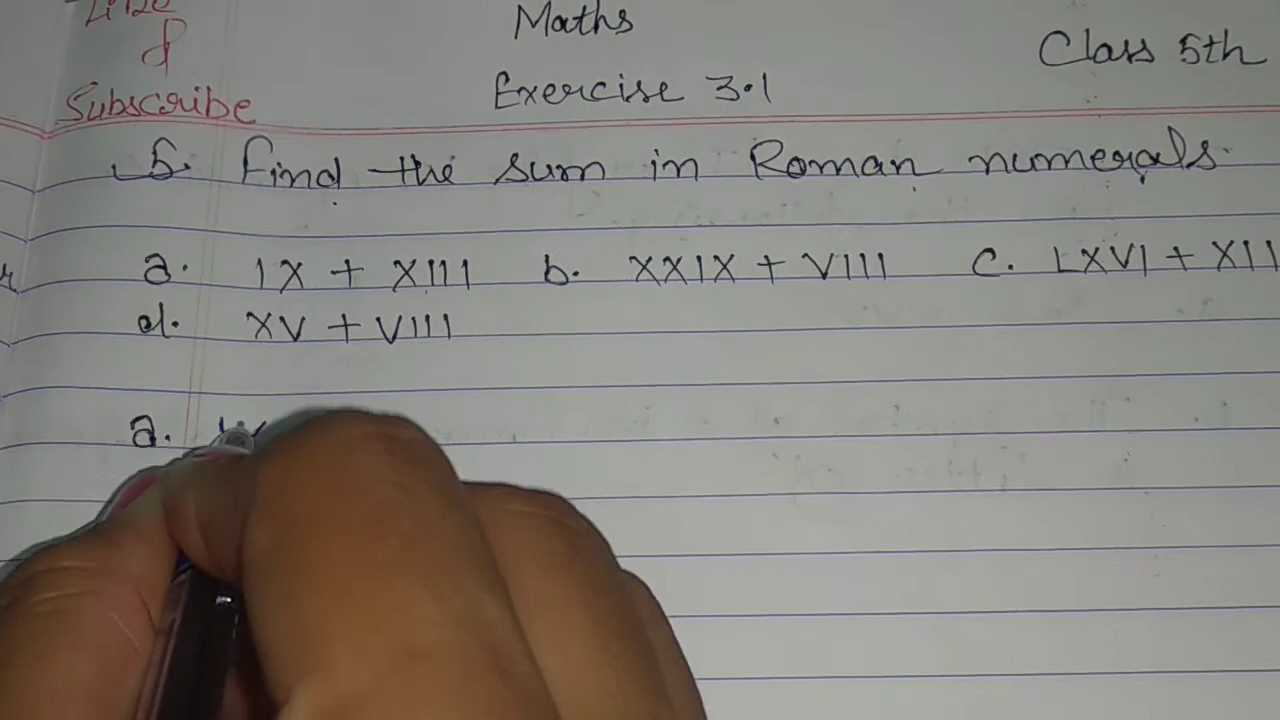 Maths
& Class 5th
Subscribe Exercise 3.1
5. Find the sum in Roman numerals.
a. IX + XIII b. XXIX + VIII c. LXVI + XII
d. XV + VIII
a.